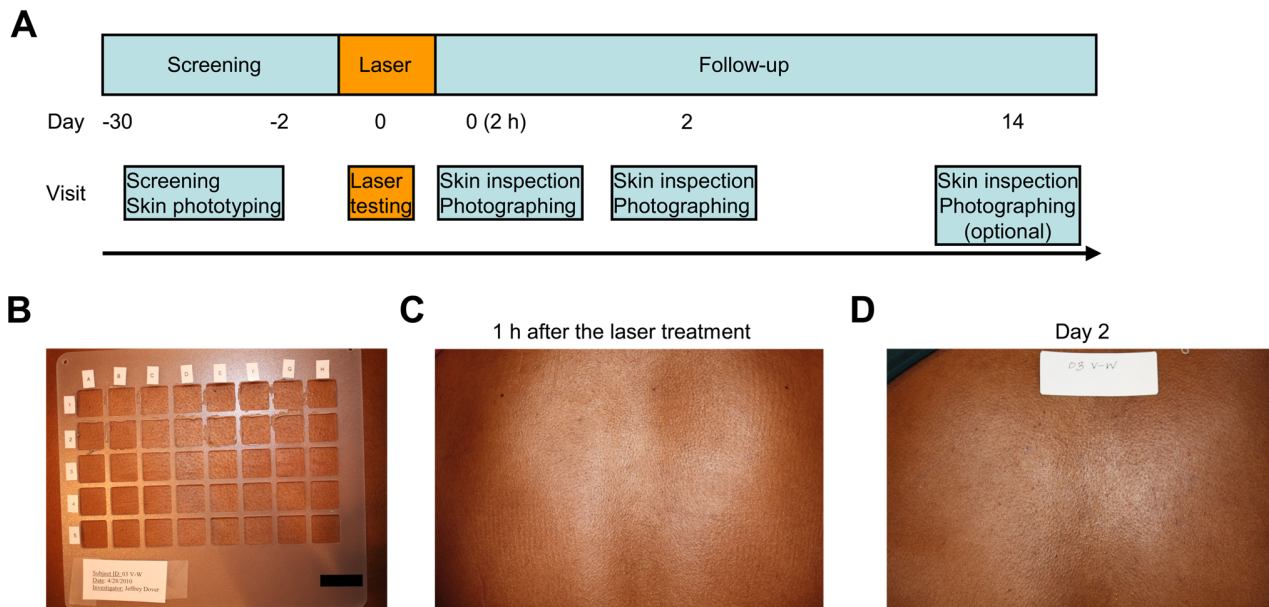 A
Screening Laser Follow-up
Day -30 -2 0 0 (2 h) 2 14
Visit
Screening
Skin phototyping
Laser
testing
Skin inspection
Photographing
Skin inspection
Photographing
Skin inspection
Photographing
(optional)
B
A B C D E F G H
1
2
3
4
5
Subject ID: 03 V-W
Date: 4/28/2010
Investigator: Jeffrey Dover
C
1 h after the laser treatment
D
Day 2
03 V-W